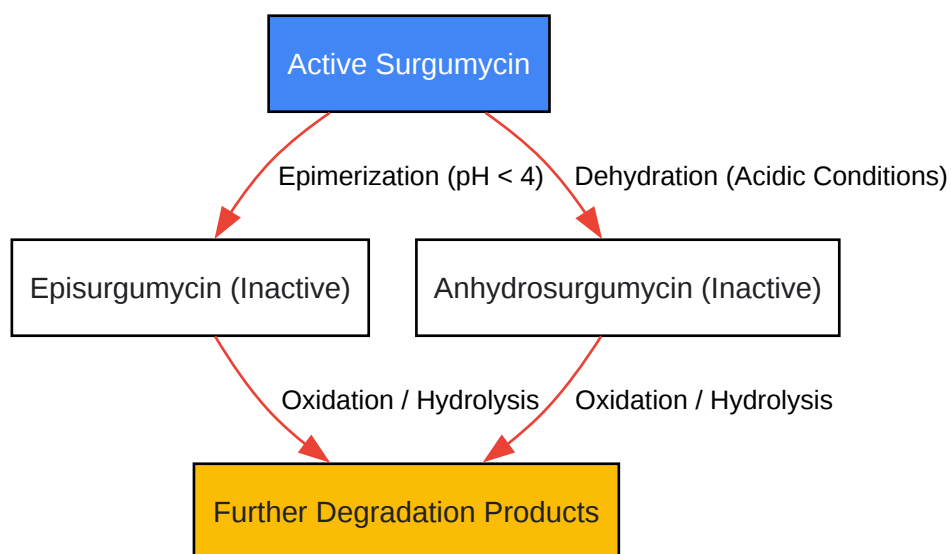 Active Surgumycin
Epimerization (pH < 4)
Dehydration (Acidic Conditions)
Episurgumycin (Inactive)
Anhydrosurgumycin (Inactive)
Oxidation / Hydrolysis
Oxidation / Hydrolysis
Further Degradation Products